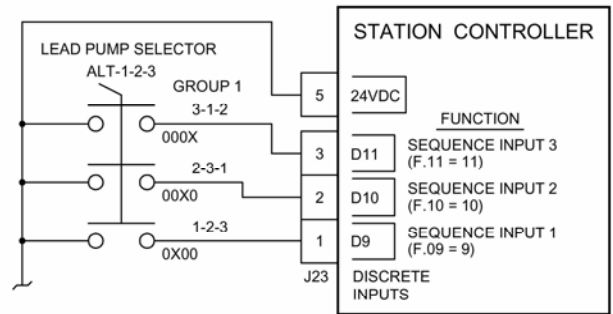 STATION CONTROLLER
LEAD PUMP SELECTOR
ALT-1-2-3
GROUP 1
3-1-2
000X
5
24VDC
FUNCTION
3
D11
SEQUENCE INPUT 3
(F.11 = 11)
2-3-1
00X0
2
D10
SEQUENCE INPUT 2
(F.10 = 10)
1-2-3
0X00
1
D9
SEQUENCE INPUT 1
(F.09 = 9)
J23
DISCRETE
INPUTS